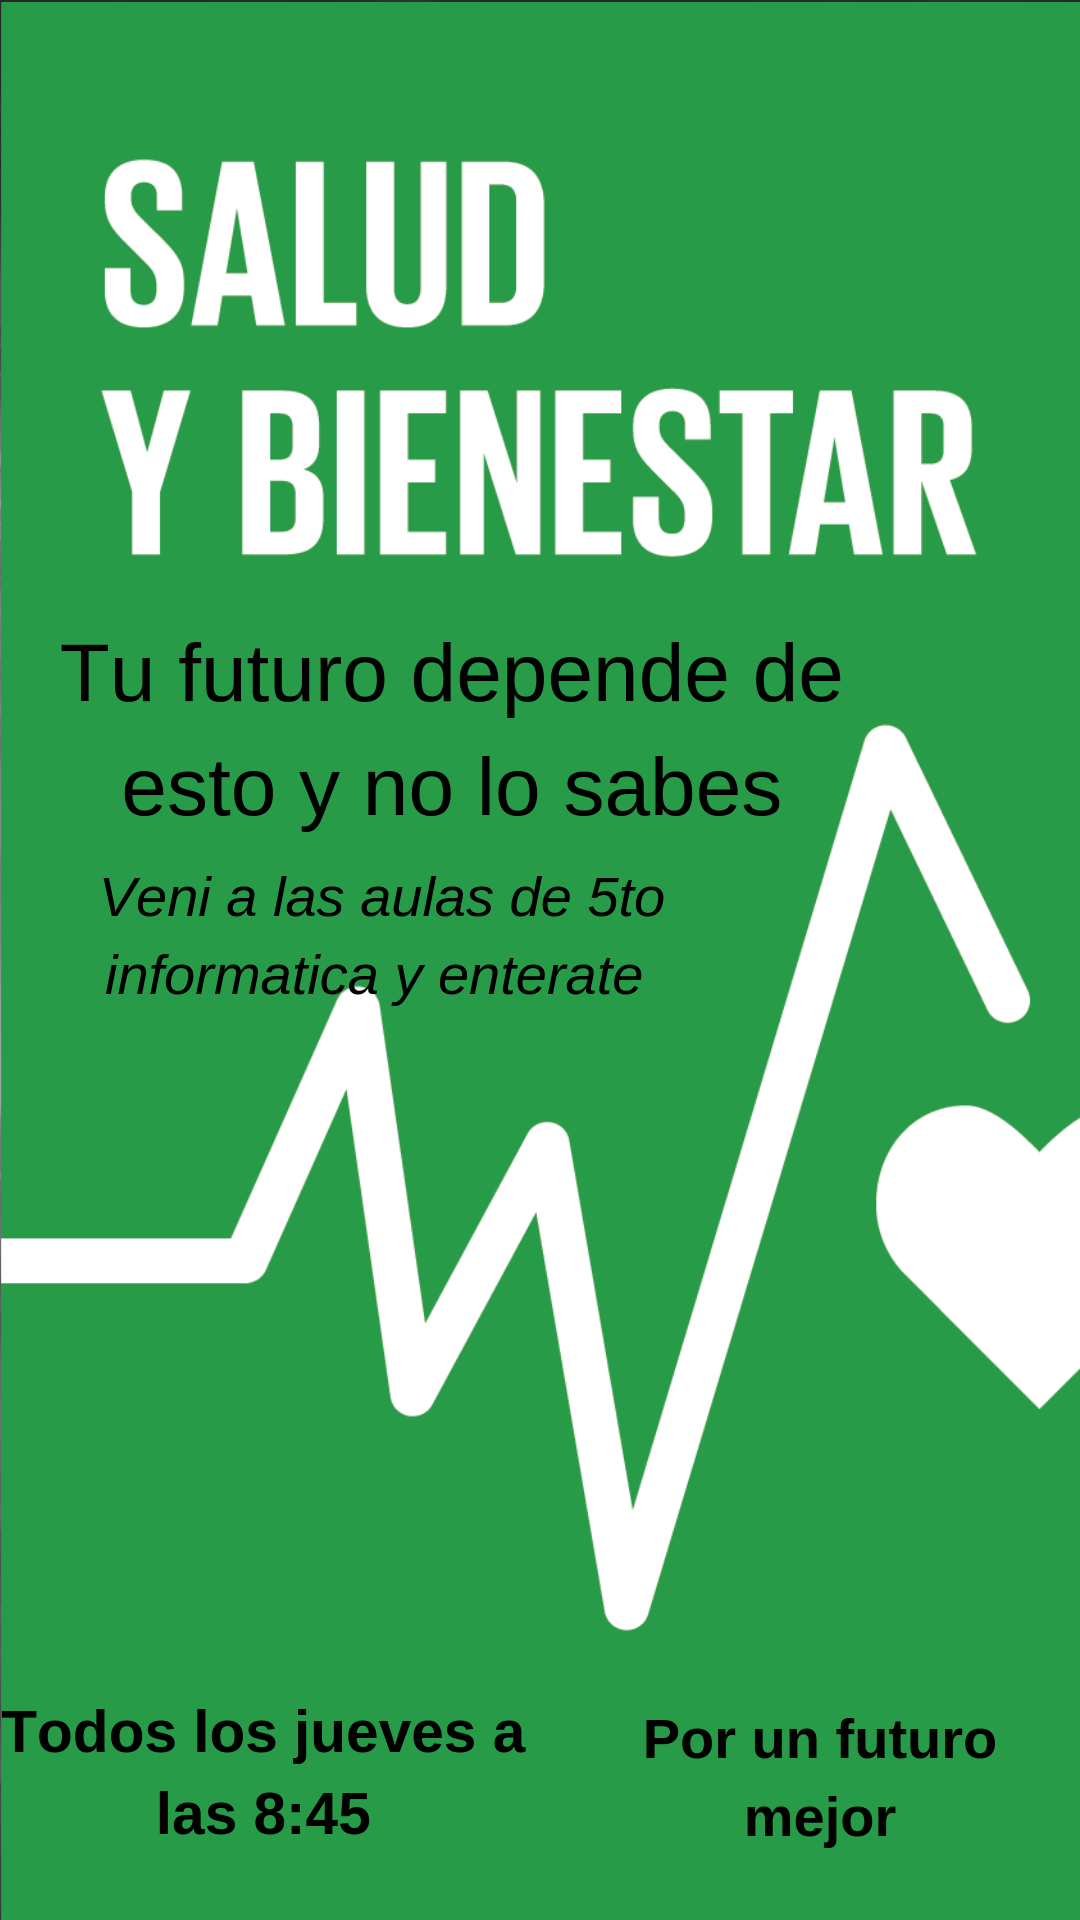 SALUD
Y BIENESTAR
Tu futuro depende de
esto y no lo sabes
Veni a las aulas de 5to
informatica y enterate
Todos los jueves a
las 8:45
Por un futuro
mejor